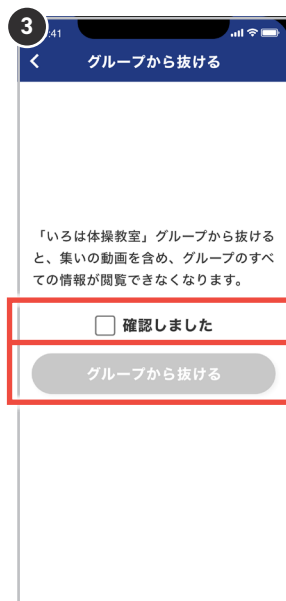 3
:41
グループから抜ける
「いろは体操教室」グループから抜ける
と、集いの動画を含め、グループのすべ
ての情報が閲覧できなくなります。
確認しました
グループから抜ける